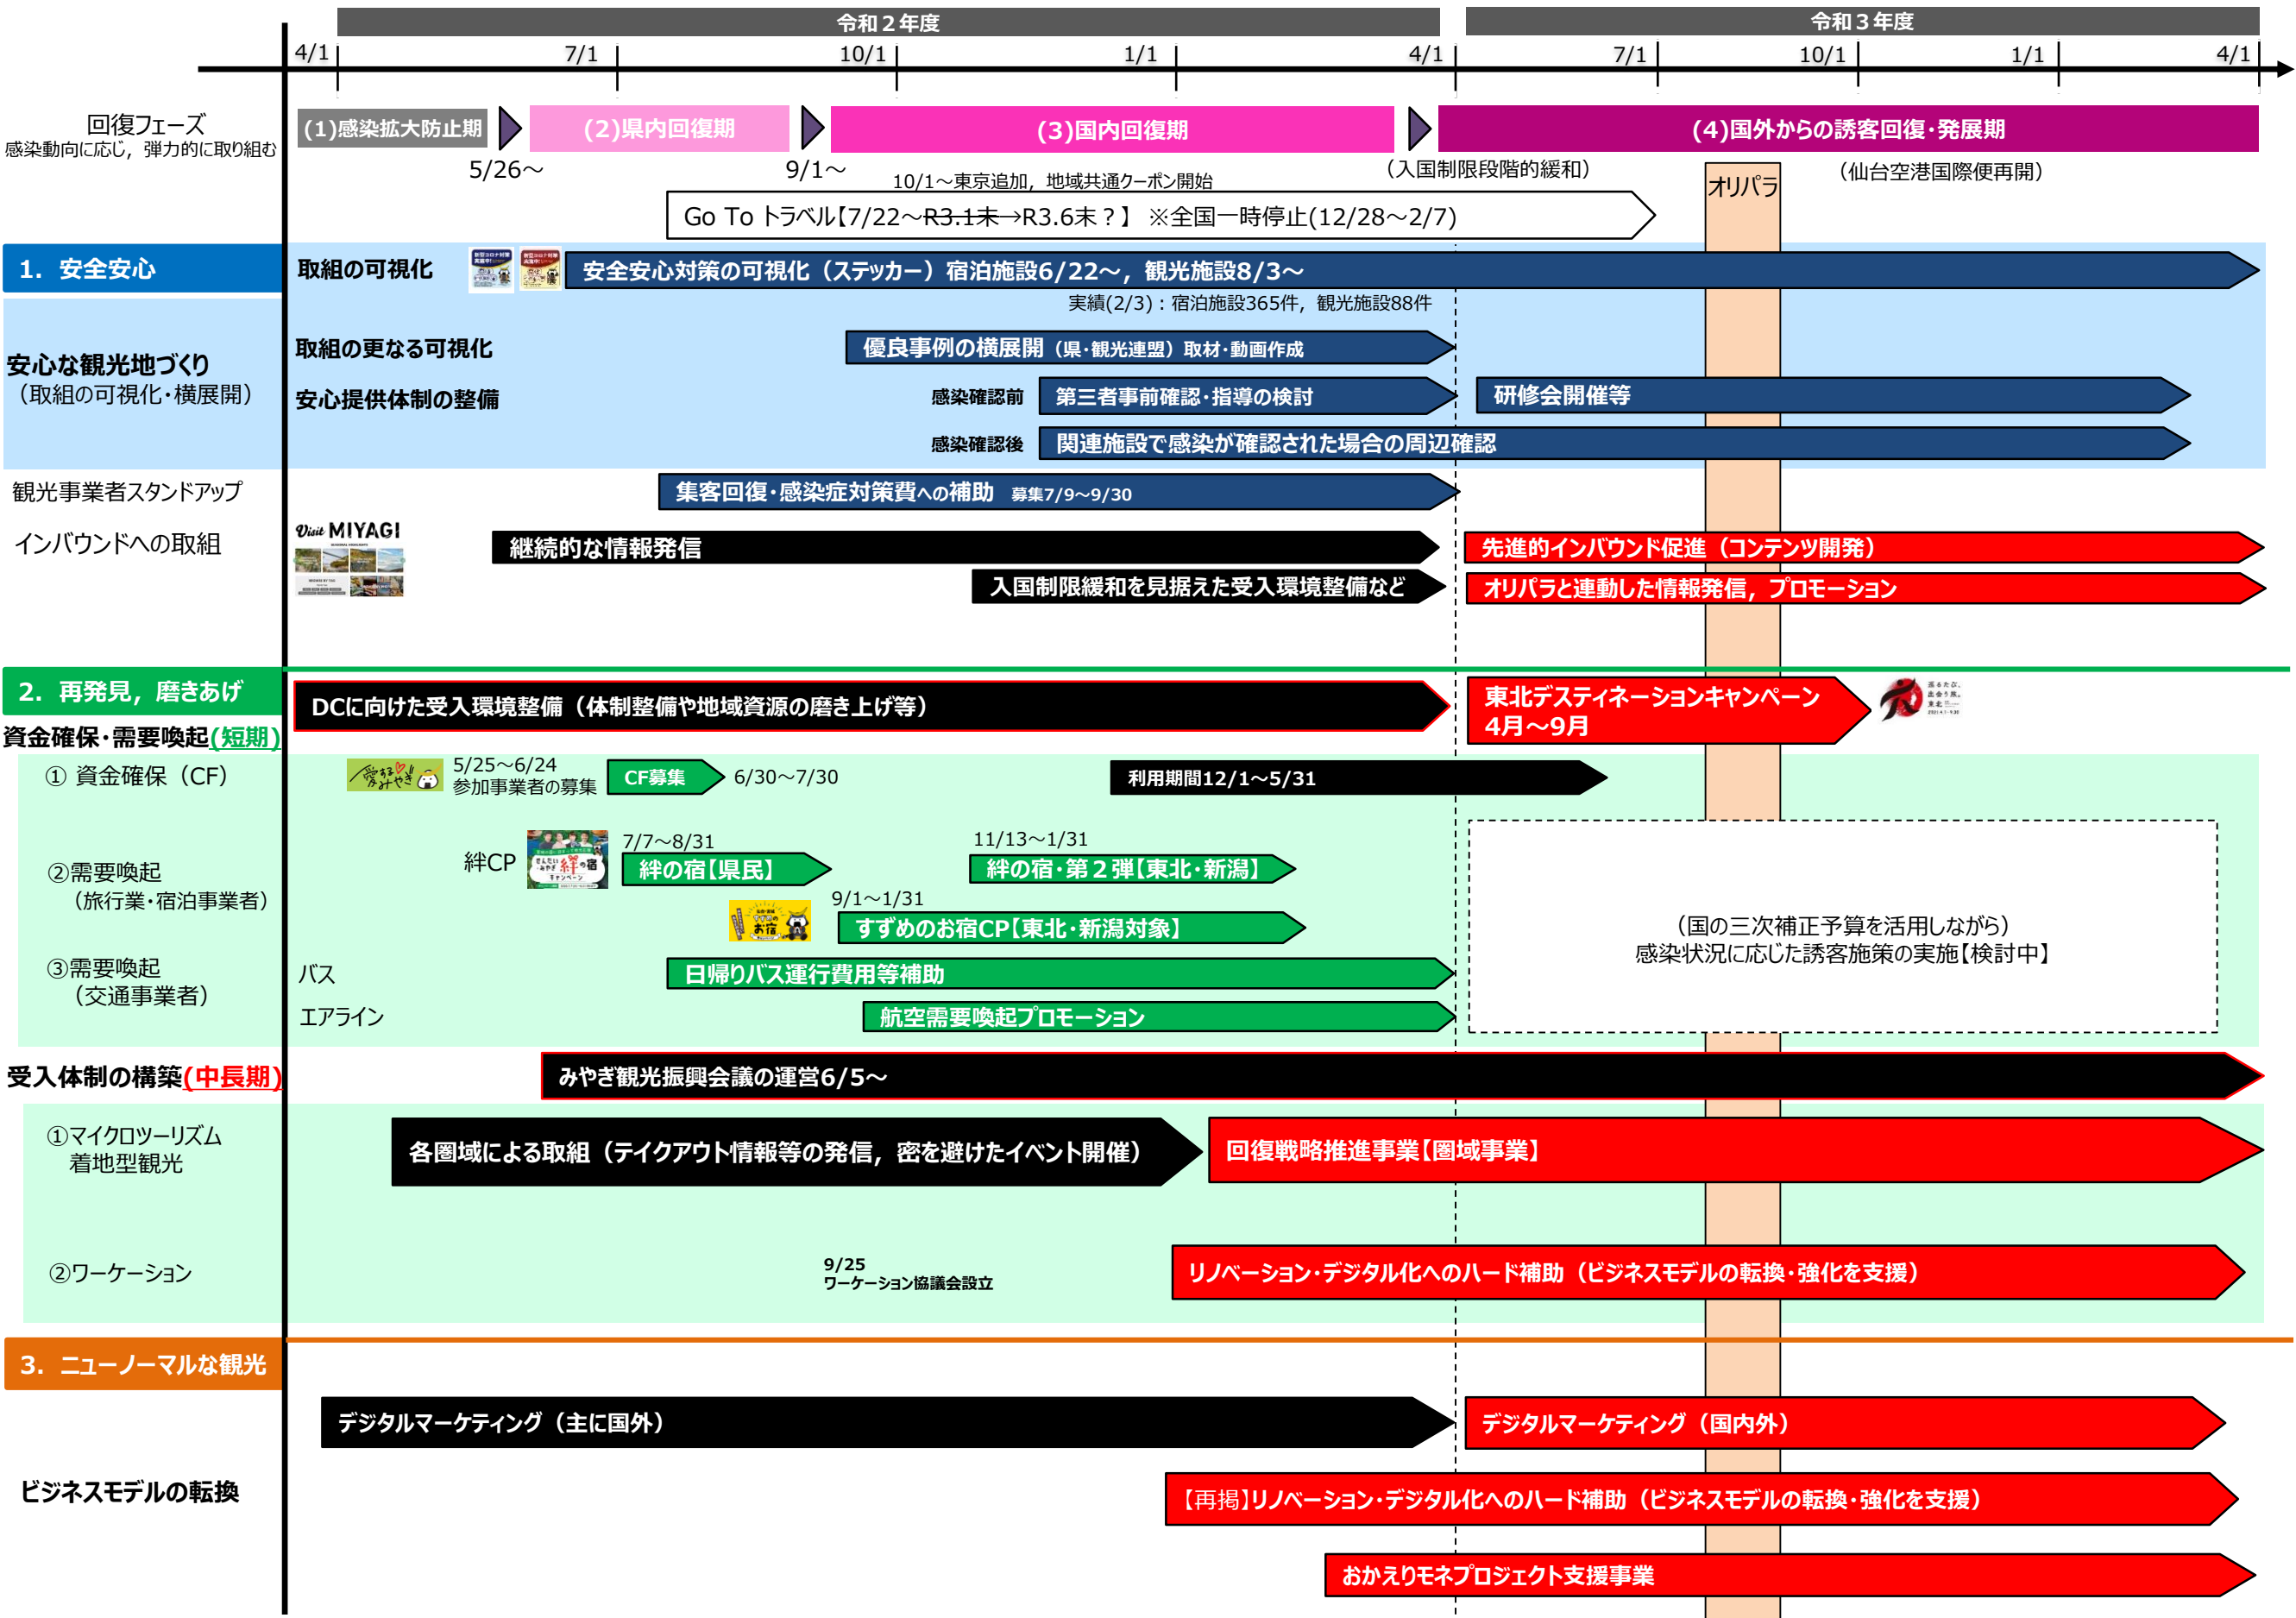 令和２年度
令和３年度
4/1
7/1
10/1
1/1
4/1
7/1
10/1
1/1
4/1
回復フェーズ
感染動向に応じ，弾力的に取り組む
(1)感染拡大防止期
(2)県内回復期
(3)国内回復期
(4)国外からの誘客回復・発展期
5/26～
9/1～
（入国制限段階的緩和）
（仙台空港国際便再開）
10/1～東京追加，地域共通クーポン開始
オリパラ
Go To トラベル【7/22～R3.1末→R3.6末？】 ※全国一時停止(12/28～2/7)
1．安全安心
取組の可視化
安全安心対策の可視化（ステッカー）宿泊施設6/22～，観光施設8/3～
実績(2/3)：宿泊施設365件，観光施設88件
安心な観光地づくり
（取組の可視化・横展開）
取組の更なる可視化
優良事例の横展開（県・観光連盟）取材・動画作成
安心提供体制の整備
感染確認前
第三者事前確認・指導の検討
研修会開催等
感染確認後
関連施設で感染が確認された場合の周辺確認
観光事業者スタンドアップ
集客回復・感染症対策費への補助 募集7/9～9/30
インバウンドへの取組
Visit MIYAGI
継続的な情報発信
先進的インバウンド促進（コンテンツ開発）
入国制限緩和を見据えた受入環境整備など
オリパラと連動した情報発信，プロモーション
2．再発見，磨きあげ
DCに向けた受入環境整備（体制整備や地域資源の磨き上げ等）
東北デスティネーションキャンペーン
4月～9月
資金確保・需要喚起(短期)
① 資金確保（CF）
愛する みやぎ
5/25～6/24
参加事業者の募集
CF募集
6/30～7/30
利用期間12/1～5/31
②需要喚起
（旅行業・宿泊事業者）
絆CP
7/7～8/31
絆の宿【県民】
11/13～1/31
絆の宿・第２弾【東北・新潟】
9/1～1/31
すずめのお宿CP【東北・新潟対象】
（国の三次補正予算を活用しながら）
感染状況に応じた誘客施策の実施【検討中】
③需要喚起
（交通事業者）
バス
日帰りバス運行費用等補助
エアライン
航空需要喚起プロモーション
受入体制の構築(中長期)
みやぎ観光振興会議の運営6/5～
①マイクロツーリズム
着地型観光
各圏域による取組（テイクアウト情報等の発信，密を避けたイベント開催）
回復戦略推進事業【圏域事業】
②ワーケーション
9/25
ワーケーション協議会設立
リノベーション・デジタル化へのハード補助（ビジネスモデルの転換・強化を支援）
3．ニューノーマルな観光
デジタルマーケティング（主に国外）
デジタルマーケティング（国内外）
ビジネスモデルの転換
【再掲】リノベーション・デジタル化へのハード補助（ビジネスモデルの転換・強化を支援）
おかえりモネプロジェクト支援事業